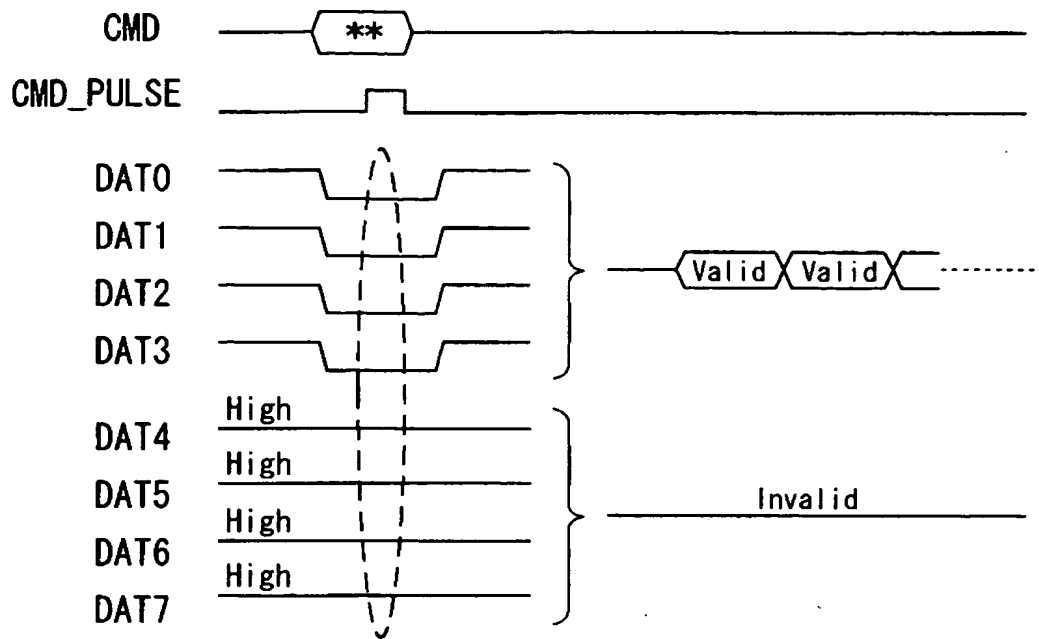 CMD
**
CMD_PULSE
DAT0
DAT1
Valid Valid
DAT2
DAT3
High
DAT4
High
DAT5
Invalid
High
DAT6
High
DAT7